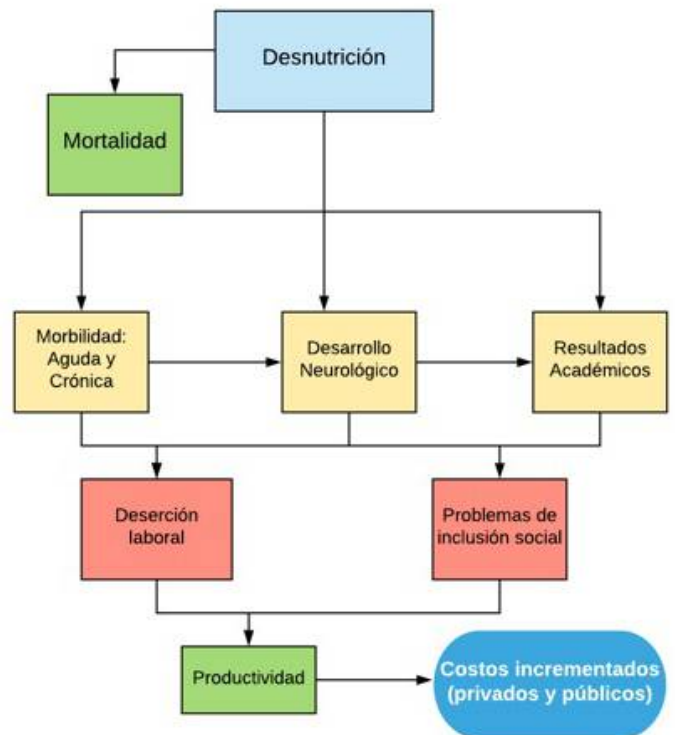 Desnutrición
Mortalidad
Morbilidad:
Aguda y
Crónica
Desarrollo
Neurológico
Resultados
Académicos
Deserción
laboral
Problemas de
inclusión social
Productividad
Costos incrementados
(privados y públicos)